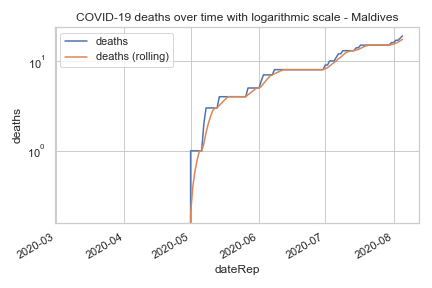 COVID-19 deaths over time with logarithmic scale - Maldives
deaths
deaths (rolling)
10¹
10⁰
deaths
2020-03
2020-04
2020-05
2020-06
2020-07
2020-08
dateRep